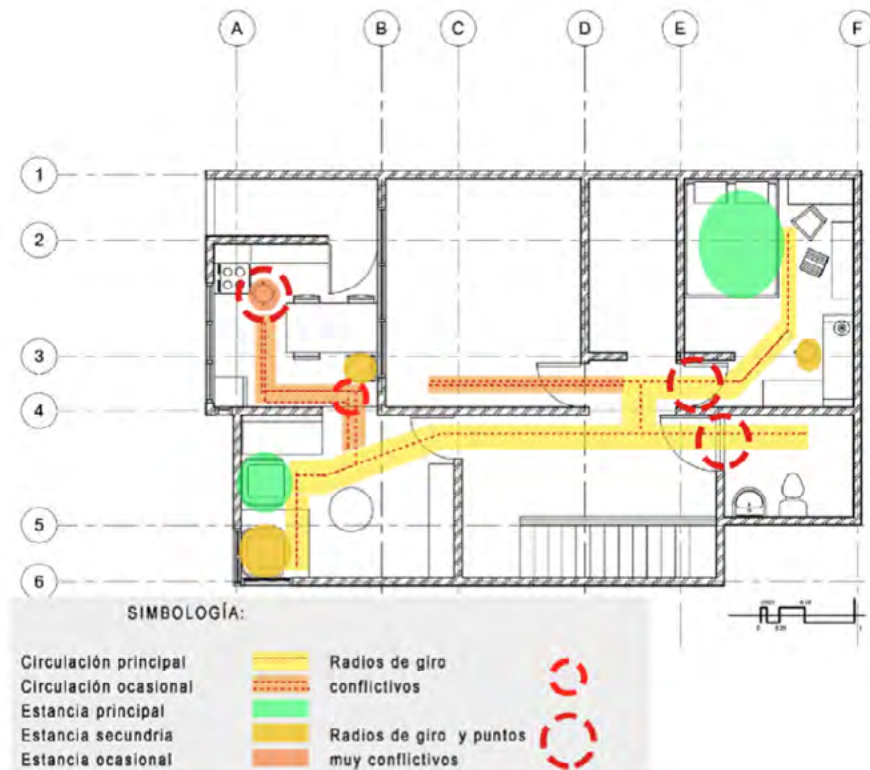 A B C D E F
1
2
3
4
5
6
SIMBOLOGÍA:
Circulación principal
Circulación ocasional
Estancia principal
Estancia secundria
Estancia ocasional
Radios de giro
conflictivos
Radios de giro y puntos
muy conflictivos